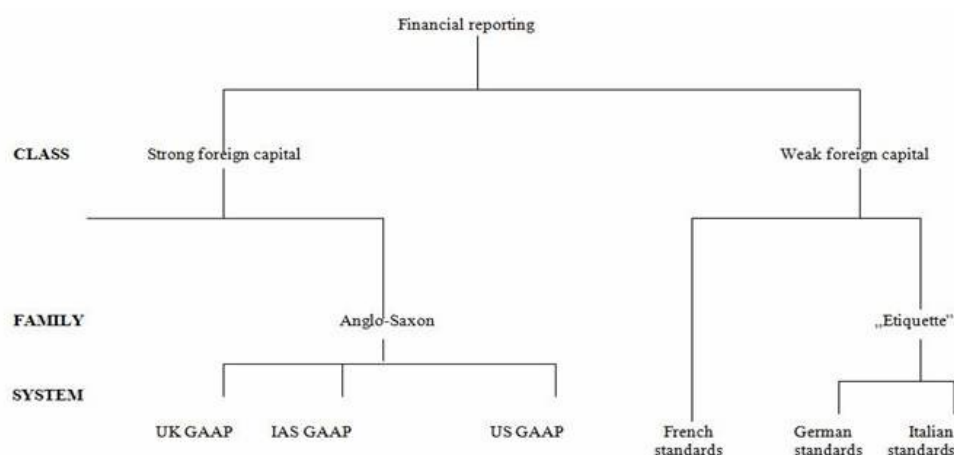 Financial reporting
CLASS Strong foreign capital Weak foreign capital
FAMILY Anglo-Saxon „Etiquette”
SYSTEM
UK GAAP IAS GAAP US GAAP French standards German standards Italian standards